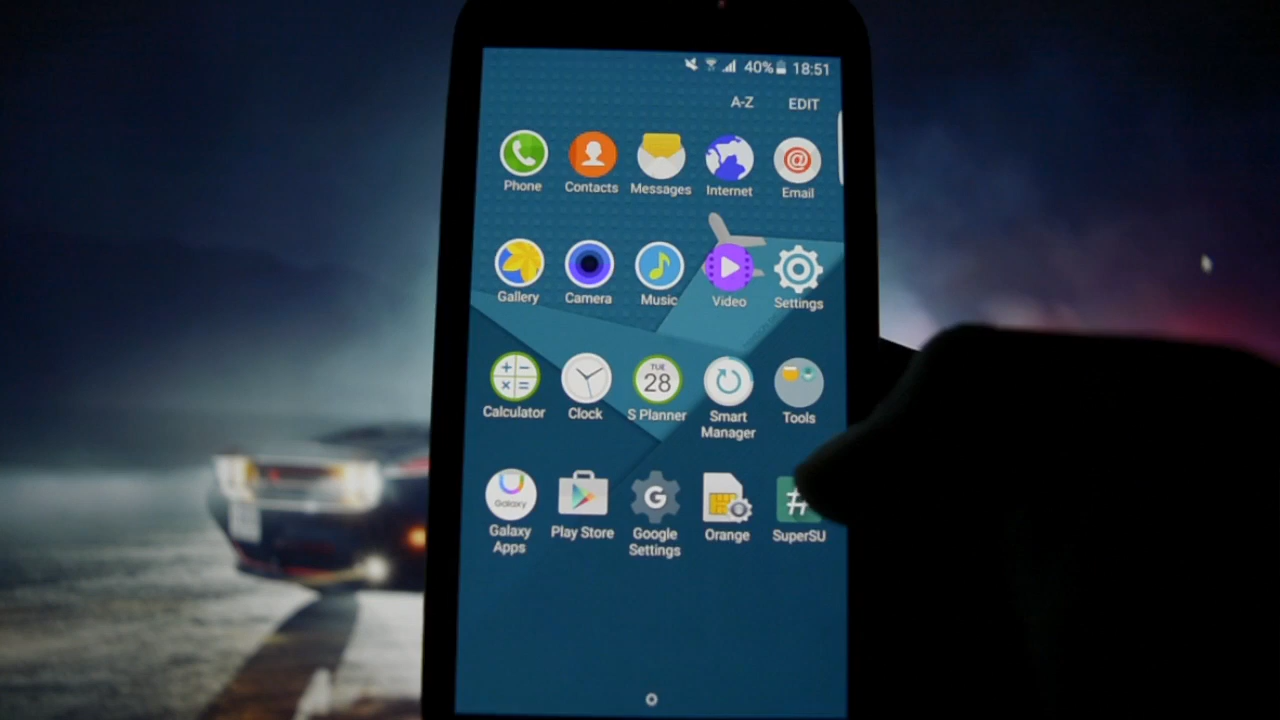 40% 18:51
A-Z EDIT
Phone Contacts Messages Internet Email
Gallery Camera Music Video Settings
TUE
28
Calculator Clock S Planner Smart Manager Tools
Galaxy
G
Galaxy Apps Play Store Google Settings Orange SuperSU